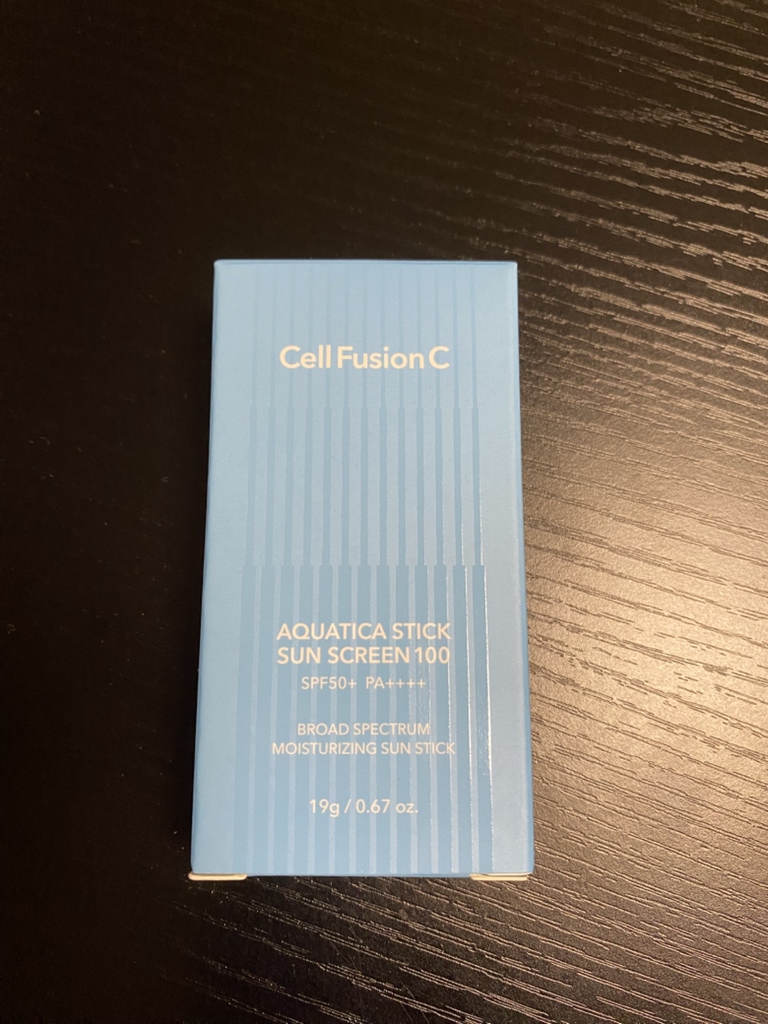 Cell Fusion C
AQUATICA STICK
SUN SCREEN 100
SPF50+ PA++++
BROAD SPECTRUM
MOISTURIZING SUN STICK
19g / 0.67 oz.